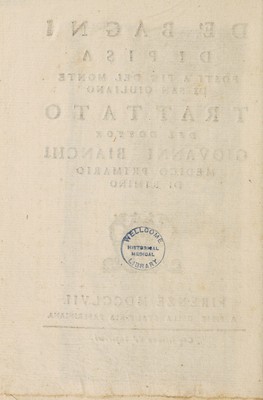 DE' BAGNI
DI PISA
POSTI A PIÈ DEL MONTE
DI SAN GIULIANO
TRATTATO
DEL DOTTOR
GIOVANNI BIANCHI
MEDICO PRIMARIO
DI RIMINO
WELLCOME
HISTORICAL
MEDICAL
LIBRARY
FIRENZE MDCCLVII